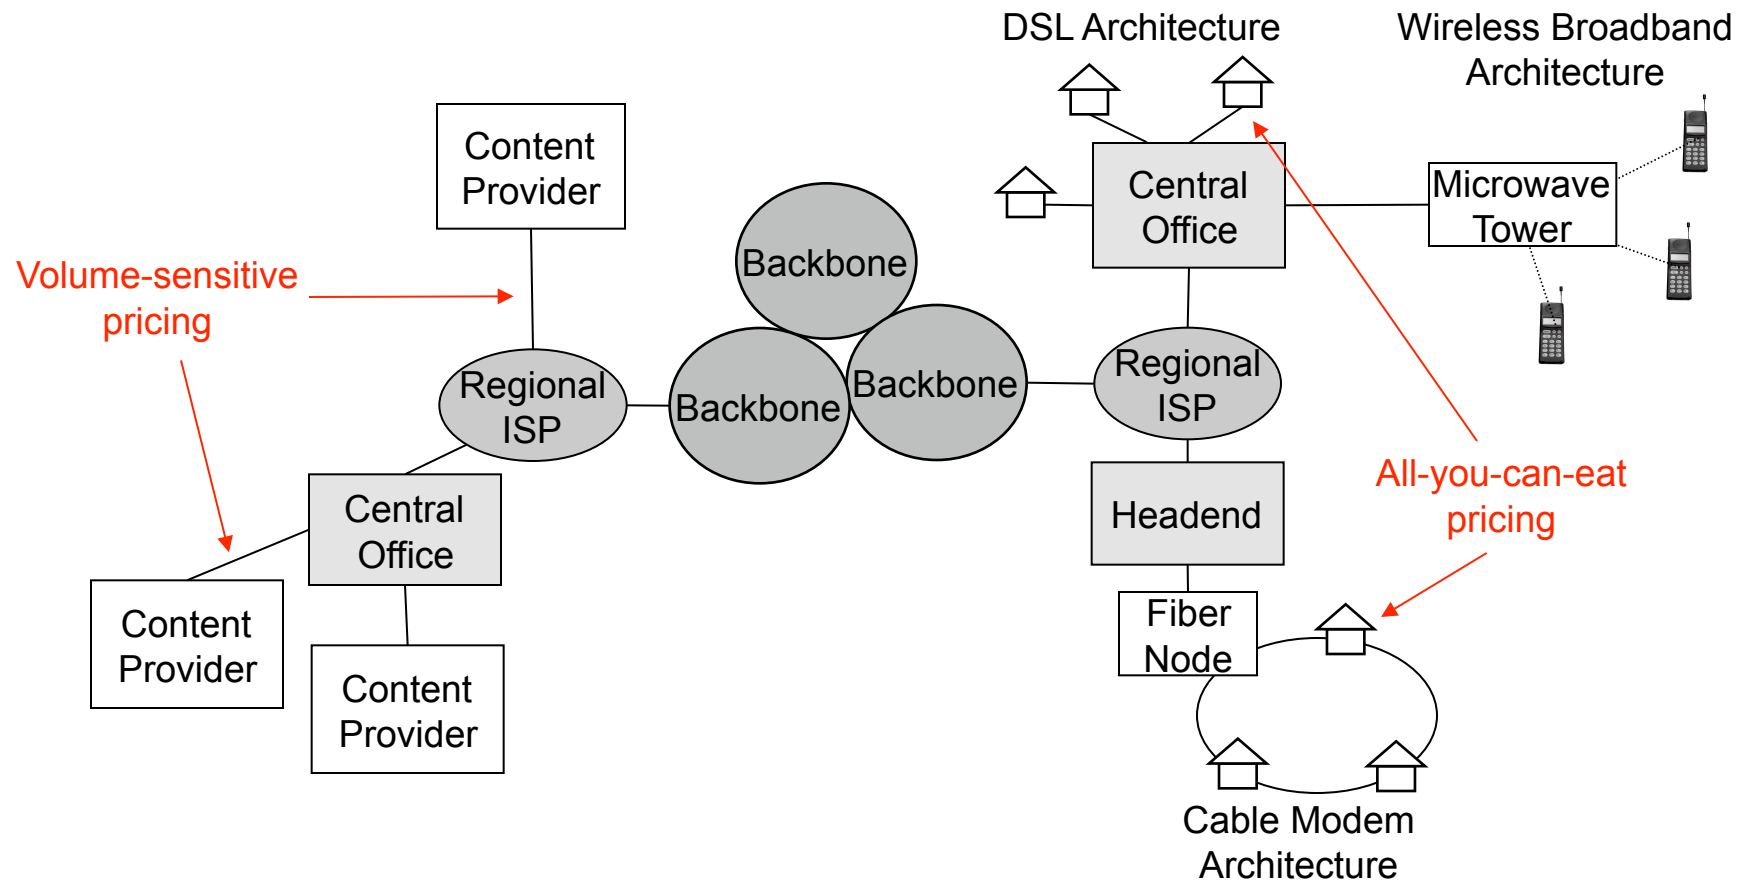 DSL Architecture
Wireless Broadband
Architecture
Content
Provider
Central
Office
Microwave
Tower
Volume-sensitive
pricing
Backbone
Backbone
Backbone
Regional
ISP
Regional
ISP
Central
Office
Headend
All-you-can-eat
pricing
Content
Provider
Content
Provider
Fiber
Node
Cable Modem
Architecture